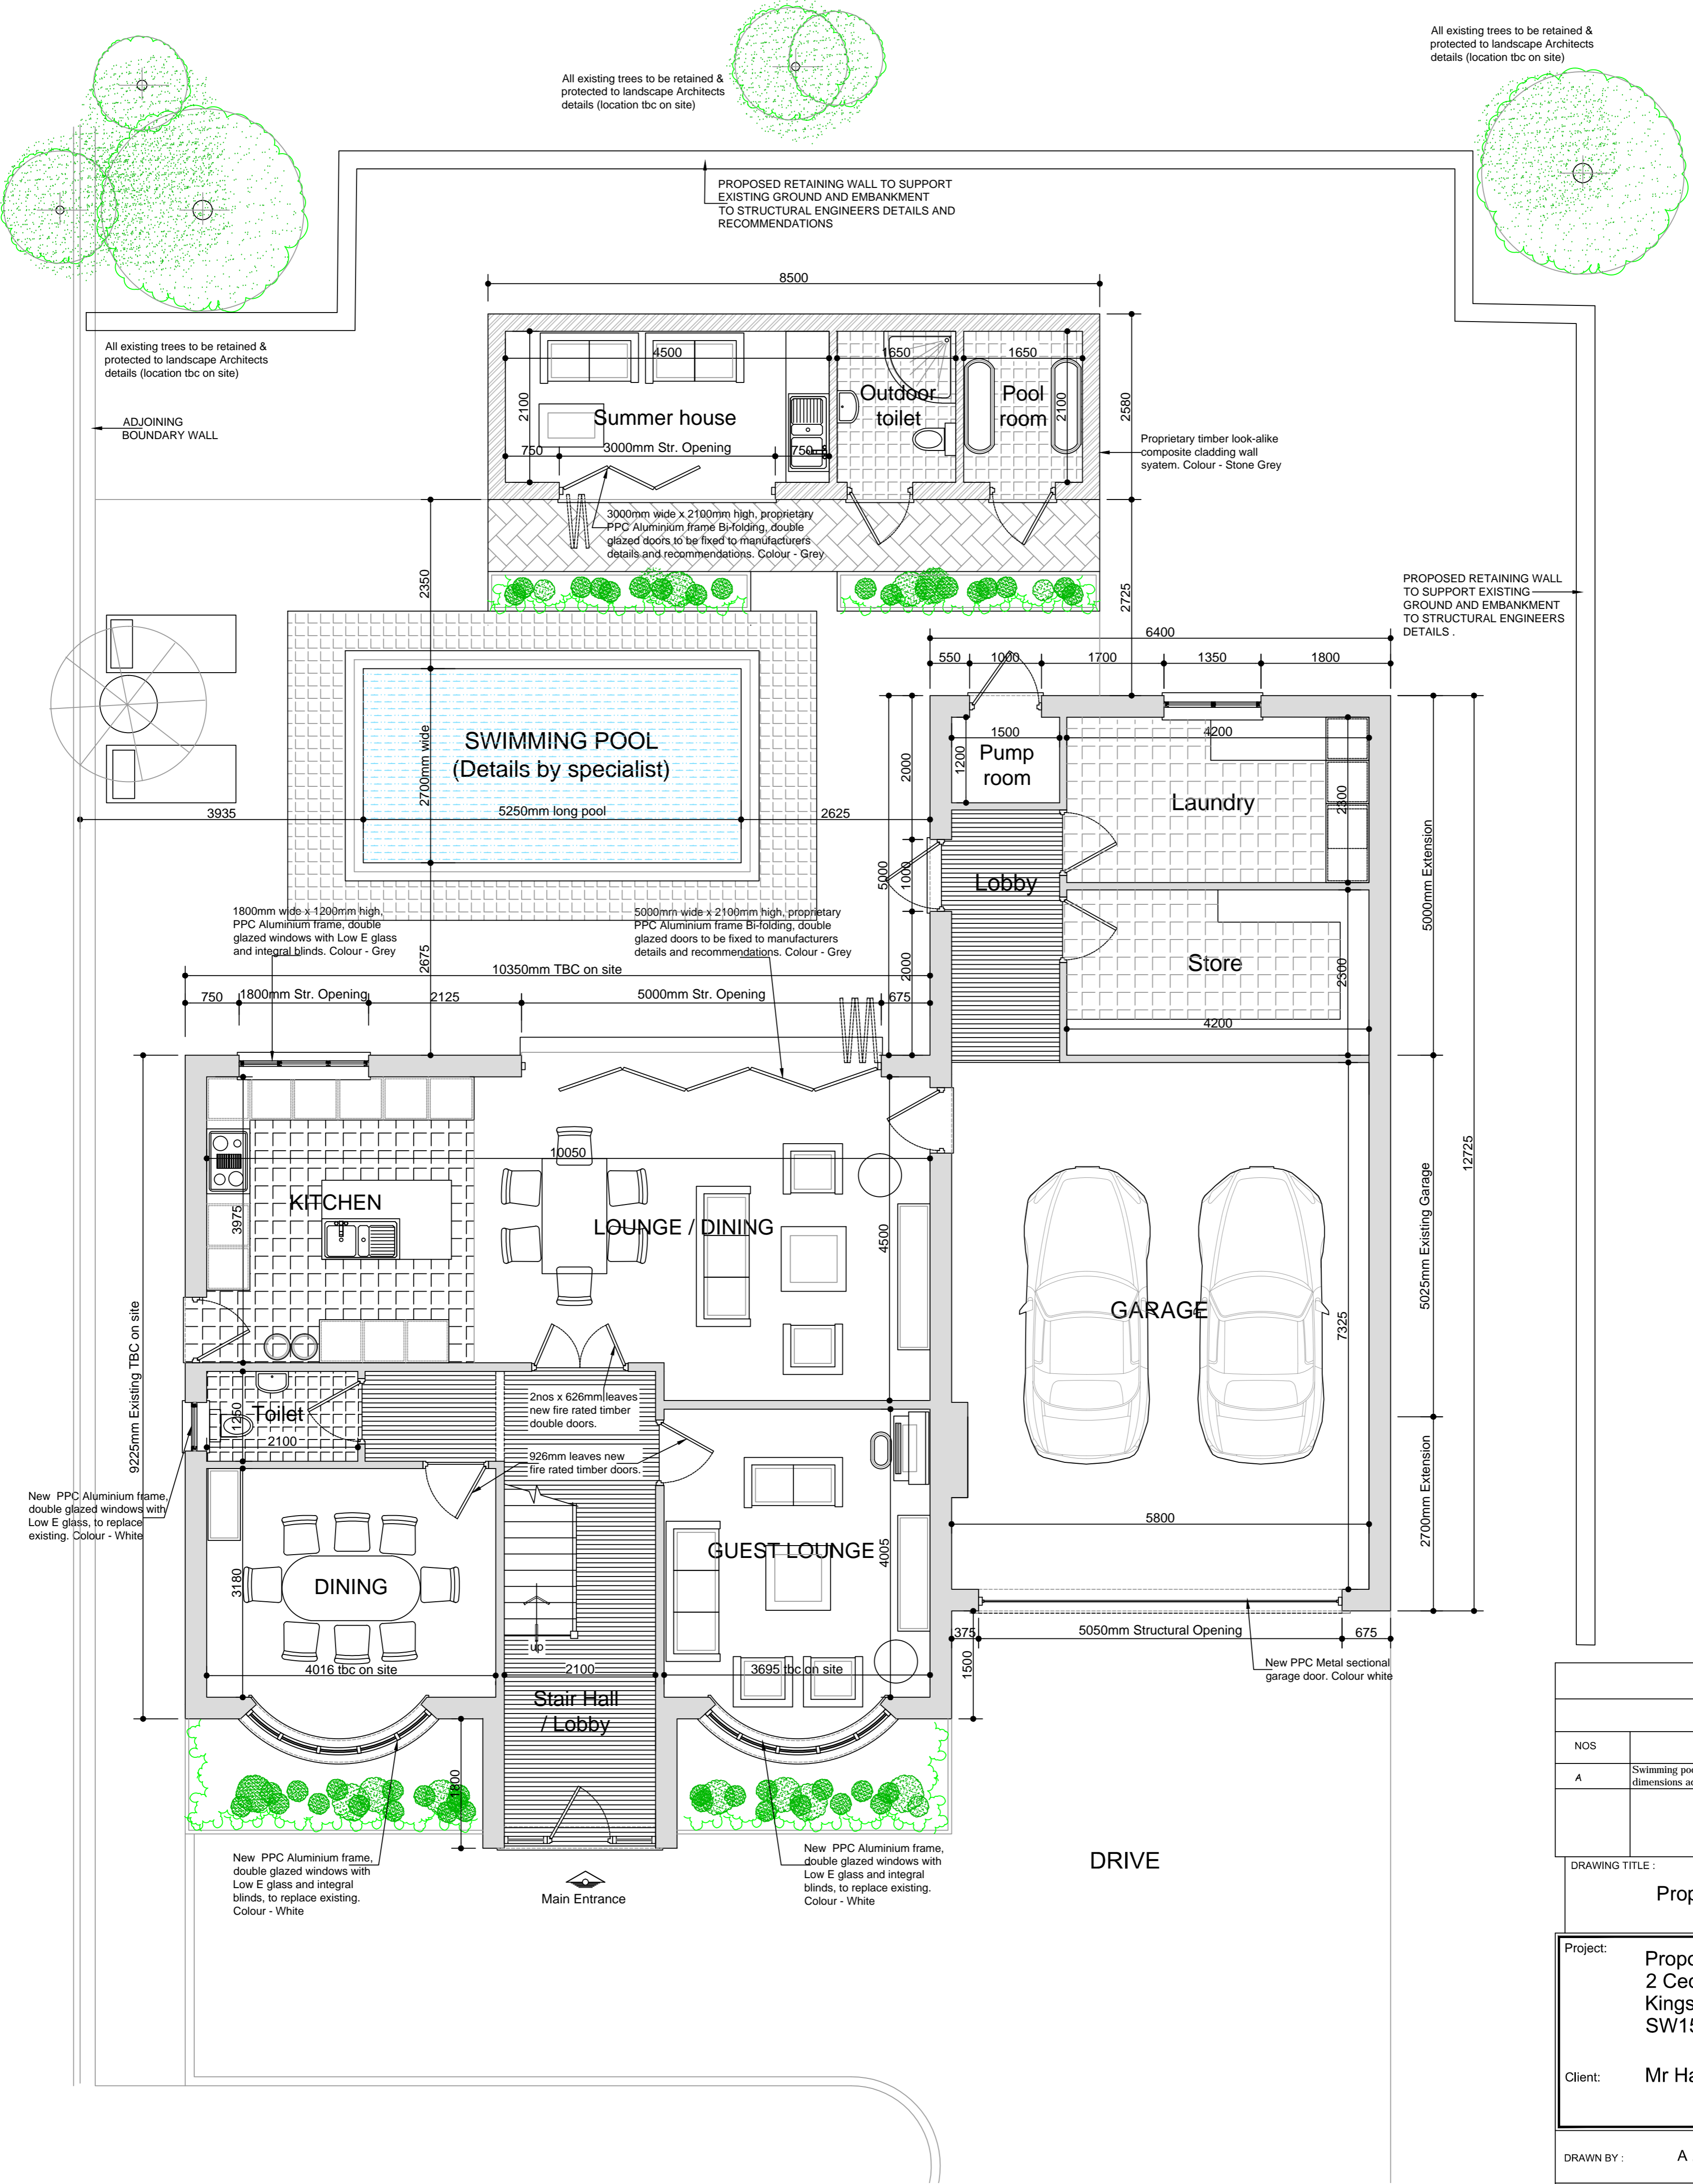 All existing trees to be retained &
protected to landscape Architects
details (location tbc on site)
All existing trees to be retained &
protected to landscape Architects
details (location tbc on site)
PROPOSED RETAINING WALL TO SUPPORT
EXISTING GROUND AND EMBANKMENT
TO STRUCTURAL ENGINEERS DETAILS AND
RECOMMENDATIONS
8500
All existing trees to be retained &
protected to landscape Architects
details (location tbc on site)
ADJOINING
BOUNDARY WALL
4500
1650
1650
2100
Summer house
Outdoor
toilet
Pool
room
2100
2580
750
3000mm Str. Opening
750
Proprietary timber look-alike
composite cladding wall
syatem. Colour - Stone Grey
3000mm wide x 2100mm high, proprietary
PPC Aluminium frame Bi-folding, double
glazed doors to be fixed to manufacturers
details and recommendations. Colour - Grey
2350
2725
PROPOSED RETAINING WALL
TO SUPPORT EXISTING
GROUND AND EMBANKMENT
TO STRUCTURAL ENGINEERS
DETAILS .
6400
550
1000
1700
1350
1800
SWIMMING POOL
(Details by specialist)
2700mm wide
5250mm long pool
3935
2625
2000
5000
1000
2000
1500
1200
Pump
room
4200
Laundry
2300
Lobby
5000mm Extension
Store
2300
4200
1800mm wide x 1200mm high,
PPC Aluminium frame, double
glazed windows with Low E glass
and integral blinds. Colour - Grey
5000mm wide x 2100mm high, proprietary
PPC Aluminium frame Bi-folding, double
glazed doors to be fixed to manufacturers
details and recommendations. Colour - Grey
2675
10350mm TBC on site
750
1800mm Str. Opening
2125
5000mm Str. Opening
675
12725
10050
KITCHEN
3975
LOUNGE / DINING
4500
GARAGE
7325
5025mm Existing Garage
9225mm Existing TBC on site
Toilet
1250
2100
2nos x 626mm leaves
new fire rated timber
double doors.
926mm leaves new
fire rated timber doors.
New PPC Aluminium frame,
double glazed windows with
Low E glass, to replace
existing. Colour - White
2700mm Extension
5800
GUEST LOUNGE
4005
DINING
3180
up
4016 tbc on site
2100
3695 tbc on site
Stair Hall
/ Lobby
375
5050mm Structural Opening
675
1500
New PPC Metal sectional
garage door. Colour white
1800
New PPC Aluminium frame,
double glazed windows with
Low E glass and integral
blinds, to replace existing.
Colour - White
Main Entrance
New PPC Aluminium frame,
double glazed windows with
Low E glass and integral
blinds, to replace existing.
Colour - White
DRIVE
NOS
A
Swimming poo
dimensions ad
DRAWING TITLE :
Prop
Project:
Propo
2 Ced
Kings
SW15
Client:
Mr Ha
DRAWN BY :
A